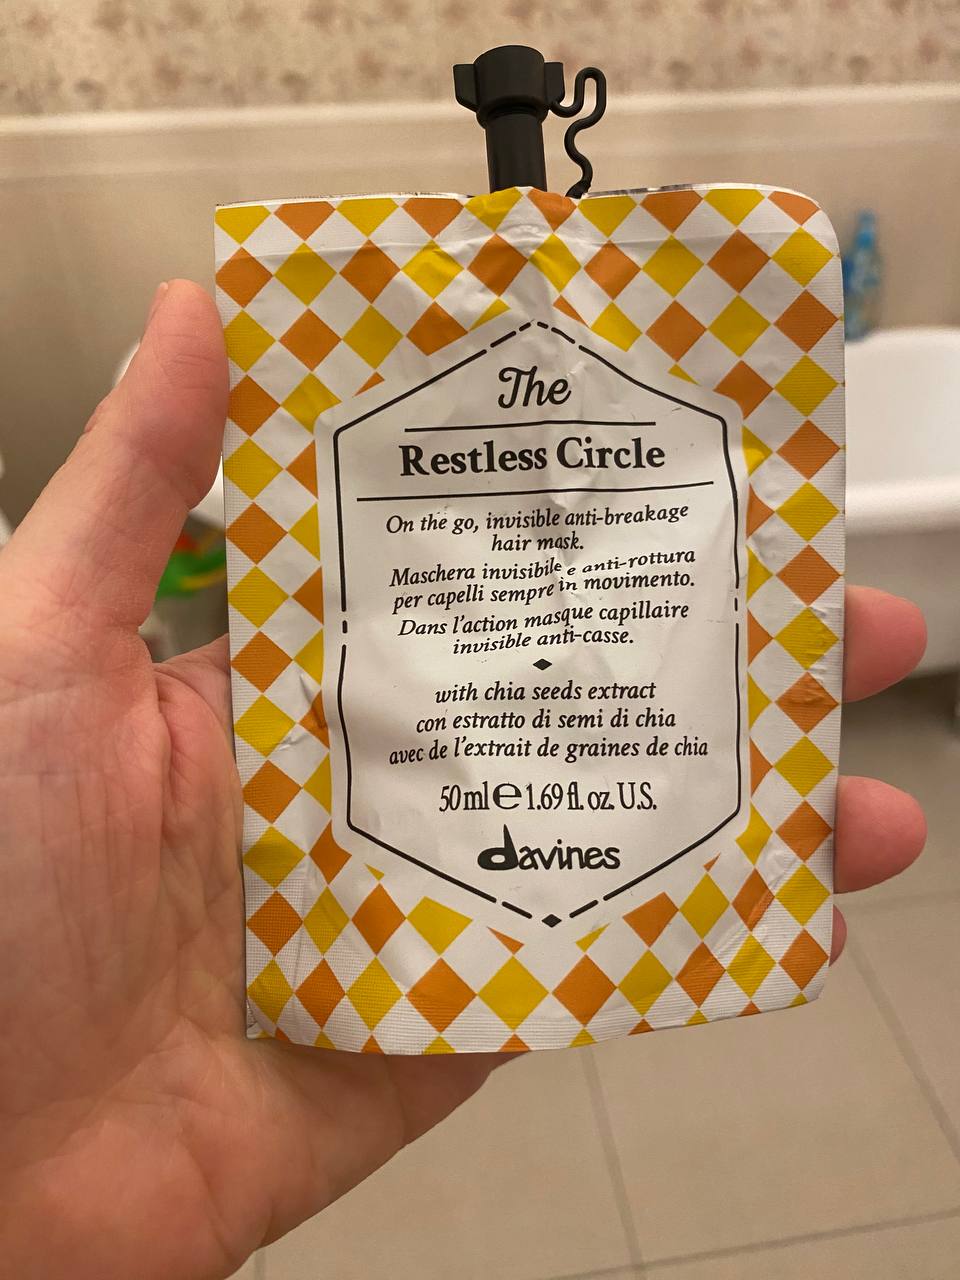 The
Restless Circle
On the go, invisible anti-breakage
hair mask.
Maschera invisibile e anti-rottura
per capelli sempre in movimento.
Dans l'action masque capillaire
invisible anti-casse.
with chia seeds extract
con estratto di semi di chia
avec de l'extrait de graines de chia
50 ml e 1.69 fl. oz. U.S.
davines